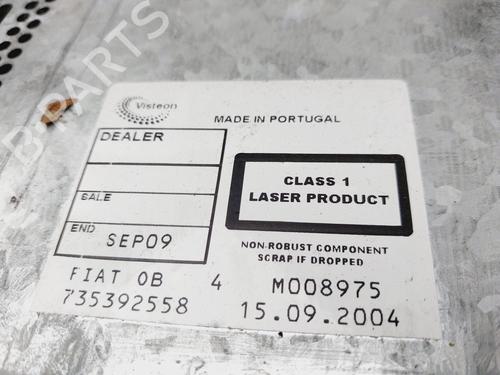 B-PARTS
Visteon
MADE IN PORTUGAL
DEALER
SALE
END SEP09
CLASS 1
LASER PRODUCT
NON-ROBUST COMPONENT
SCRAP IF DROPPED
FIAT OB 4 M008975
735392558 15.09.2004